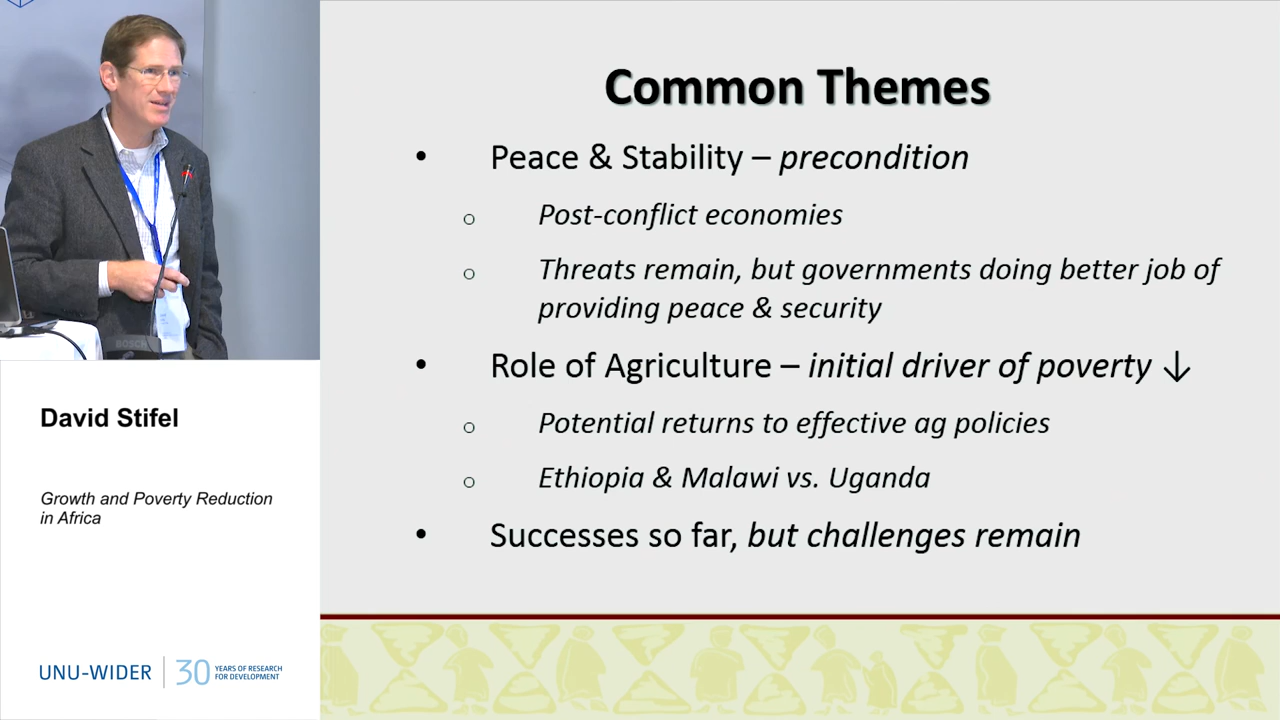 Common Themes
• Peace & Stability – precondition
o Post-conflict economies
o Threats remain, but governments doing better job of
providing peace & security
• Role of Agriculture – initial driver of poverty ↓
o Potential returns to effective ag policies
o Ethiopia & Malawi vs. Uganda
• Successes so far, but challenges remain
BOSCH
David Stifel
Growth and Poverty Reduction
in Africa
UNU-WIDER
30 YEARS OF RESEARCH
FOR DEVELOPMENT